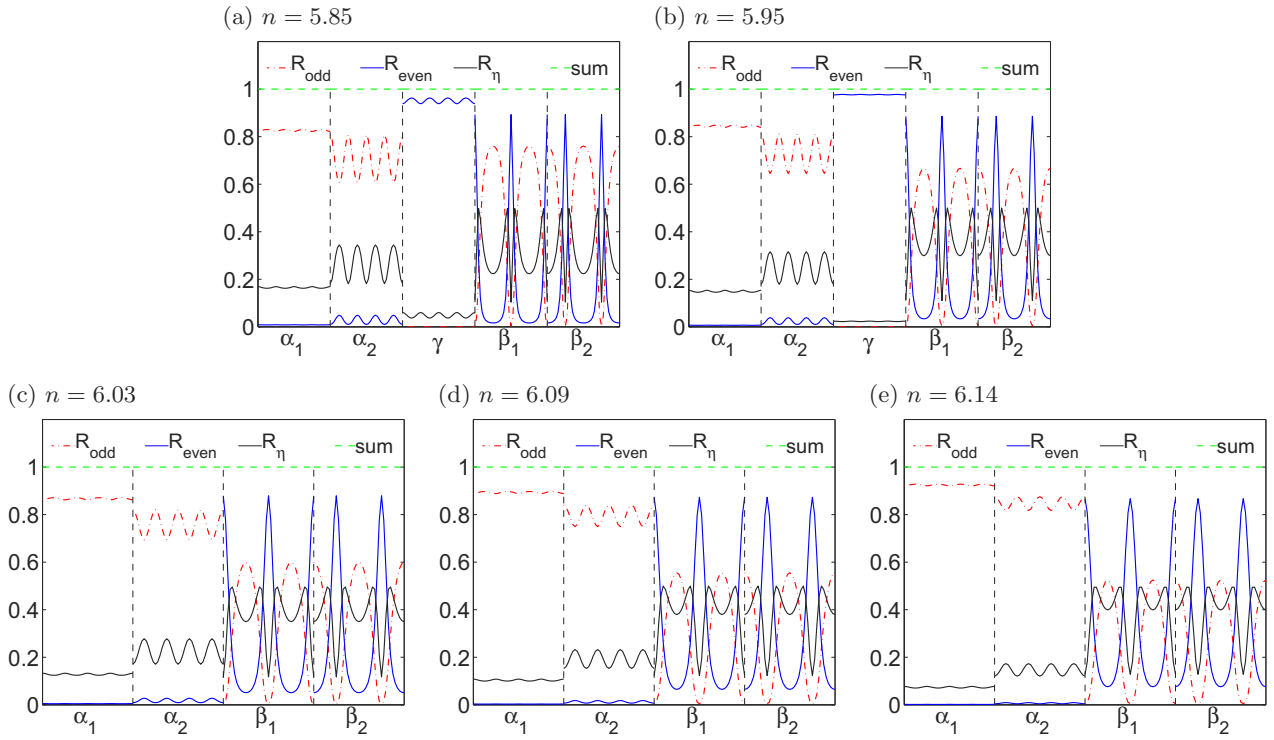 (a) n = 5.85
(b) n = 5.95
R_odd R_even R_η sum
1
0.8
0.6
0.4
0.2
0
α_1 α_2 γ β_1 β_2
R_odd R_even R_η sum
1
0.8
0.6
0.4
0.2
0
α_1 α_2 γ β_1 β_2
(c) n = 6.03
(d) n = 6.09
(e) n = 6.14
R_odd R_even R_η sum
1
0.8
0.6
0.4
0.2
0
α_1 α_2 β_1 β_2
R_odd R_even R_η sum
1
0.8
0.6
0.4
0.2
0
α_1 α_2 β_1 β_2
R_odd R_even R_η sum
1
0.8
0.6
0.4
0.2
0
α_1 α_2 β_1 β_2